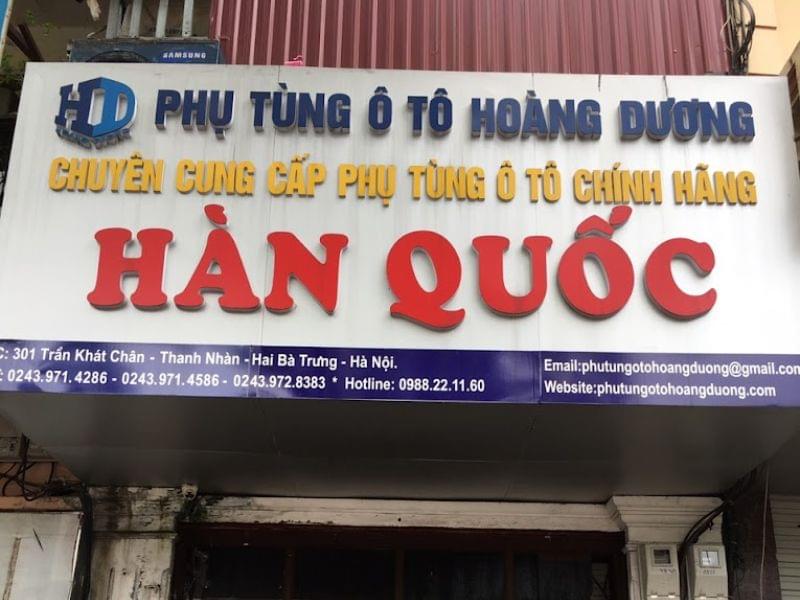 SAMSUNG
HD
PHỤ TÙNG Ô TÔ HOÀNG DƯƠNG
CHUYÊN CUNG CẤP PHỤ TÙNG Ô TÔ CHÍNH HÃNG
HÀN QUỐC
C: 301 Trần Khát Chân - Thanh Nhàn - Hai Bà Trưng - Hà Nội.
: 0243.971.4286 - 0243.971.4586 - 0243.972.8383 * Hotline: 0988.22.11.60
Email:phutungotohoangduong@gmail.com
Website:phutungotohoangduong.com